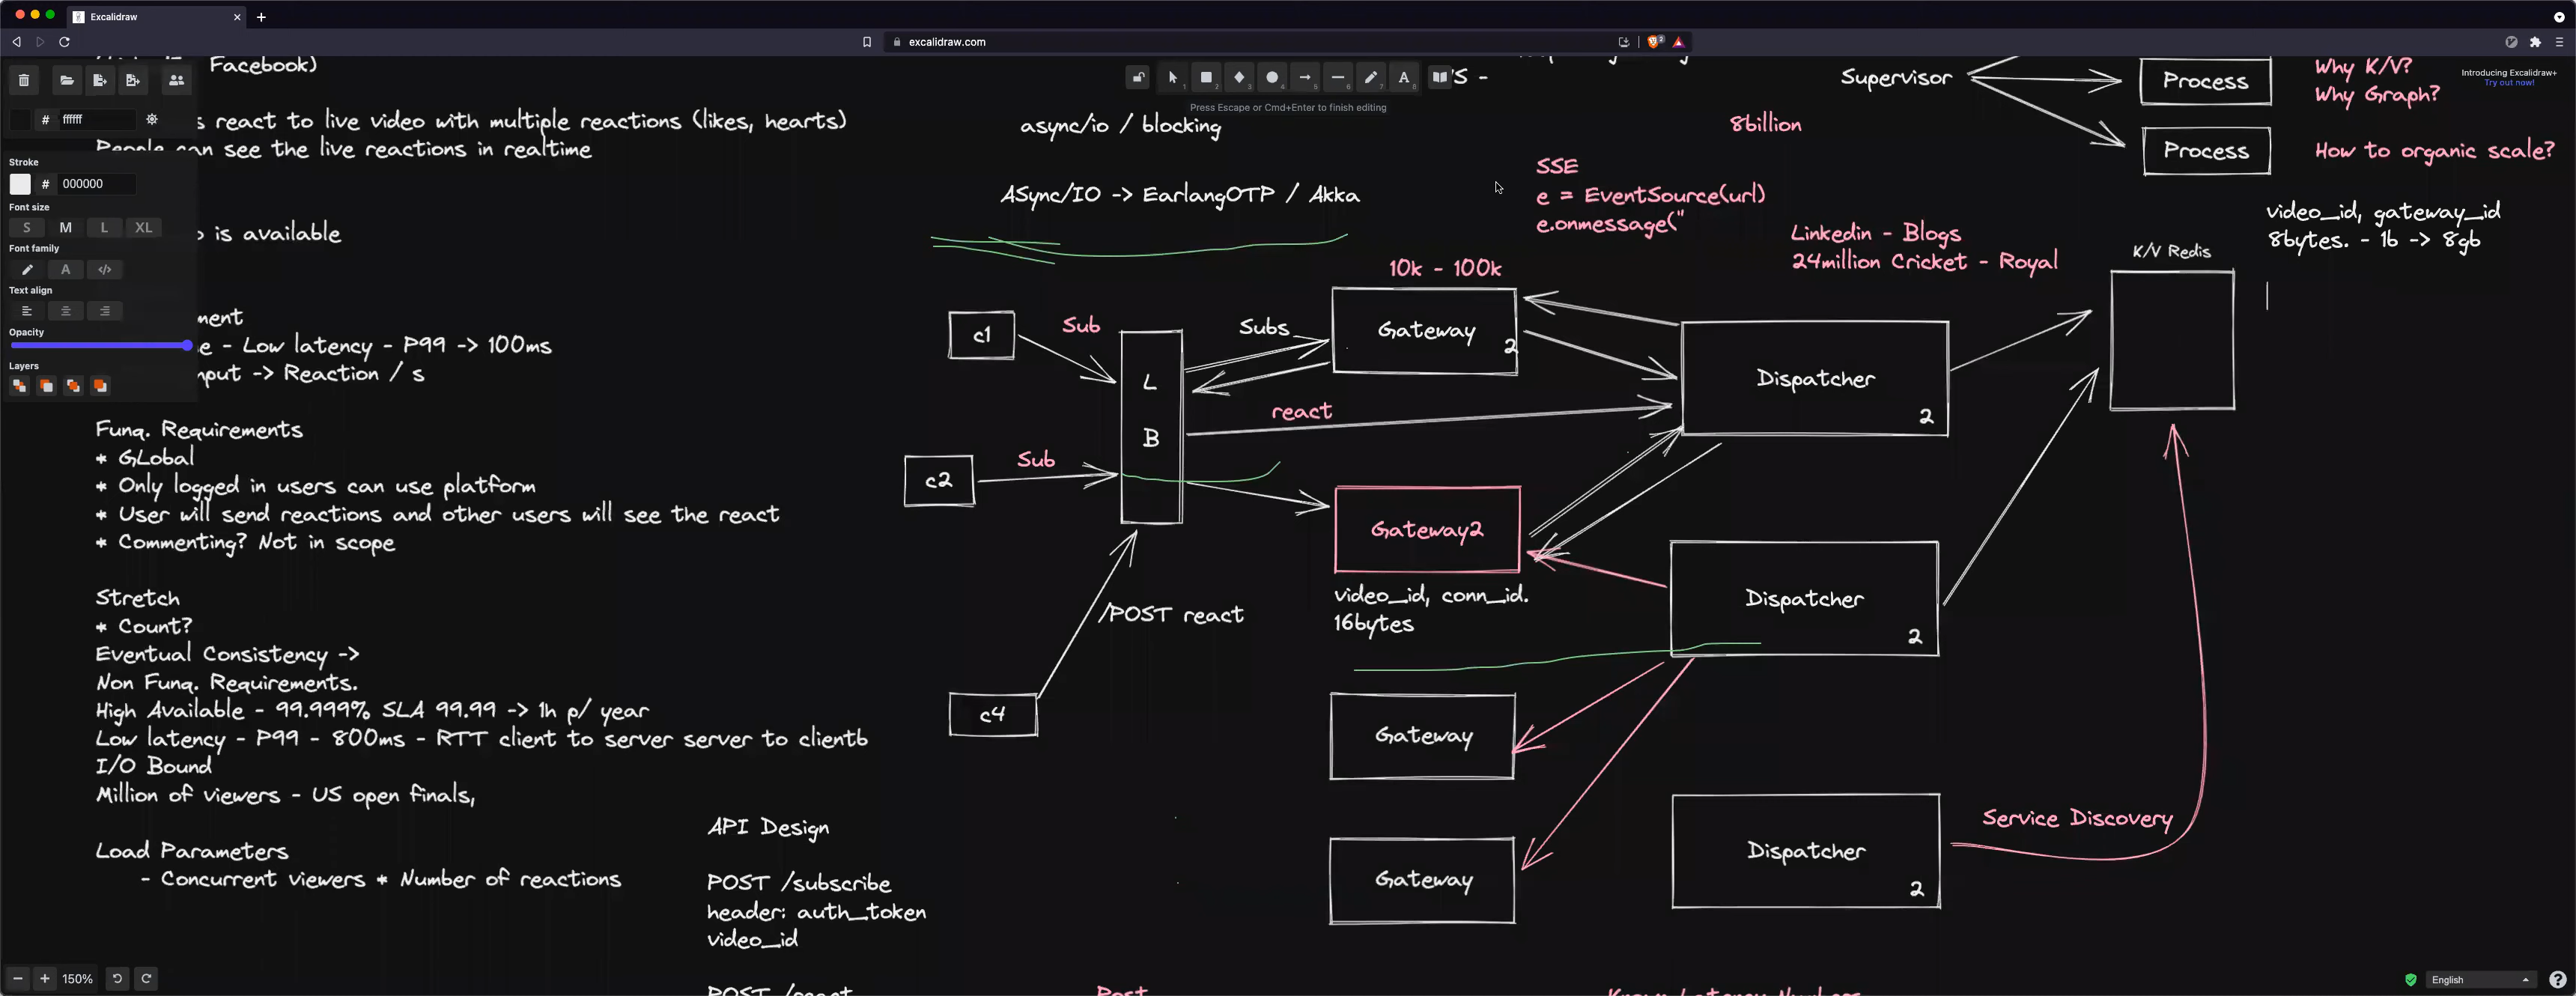 Excalidraw
excalidraw.com
Facebook)
s react to live video with multiple reactions (likes, hearts)
People can see the live reactions in realtime
is available
ment
- Low latency - P99 -> 100ms
put -> Reaction / s
Funq. Requirements
* GLobal
* Only logged in users can use platform
* User will send reactions and other users will see the react
* Commenting? Not in scope
Stretch
* Count?
Eventual Consistency ->
Non Funq. Requirements.
High Available - 99.999% SLA 99.99 -> 1h p/ year
Low latency - P99 - 800ms - RTT client to server server to clientb
I/O Bound
Million of viewers - US open finals,
Load Parameters
- Concurrent viewers * Number of reactions
# ffffff
Stroke
# 000000
Font size
S M L XL
Font family
A </>
Text align
Opacity
Layers
150%
API Design
POST /subscribe
header: auth_token
video_id
Press Escape or Cmd+Enter to finish editing
async/io / blocking
ASync/IO -> EarlangOTP / Akka
SSE
e = EventSource(url)
e.onmessage("
8billion
Linkedin - Blogs
24million Cricket - Royal
Supervisor
Process
Process
Why K/V?
Why Graph?
How to organic scale?
Introducing Excalidraw+
Try out now!
video_id, gateway_id
8bytes. - 1b -> 8gb
K/V Redis
10k - 100k
c1
Sub
L
B
Subs
Gateway
2
Dispatcher
2
react
c2
Sub
Gateway2
video_id, conn_id.
16bytes
Dispatcher
2
/POST react
c4
Gateway
Gateway
Dispatcher
2
Service Discovery
Post
English